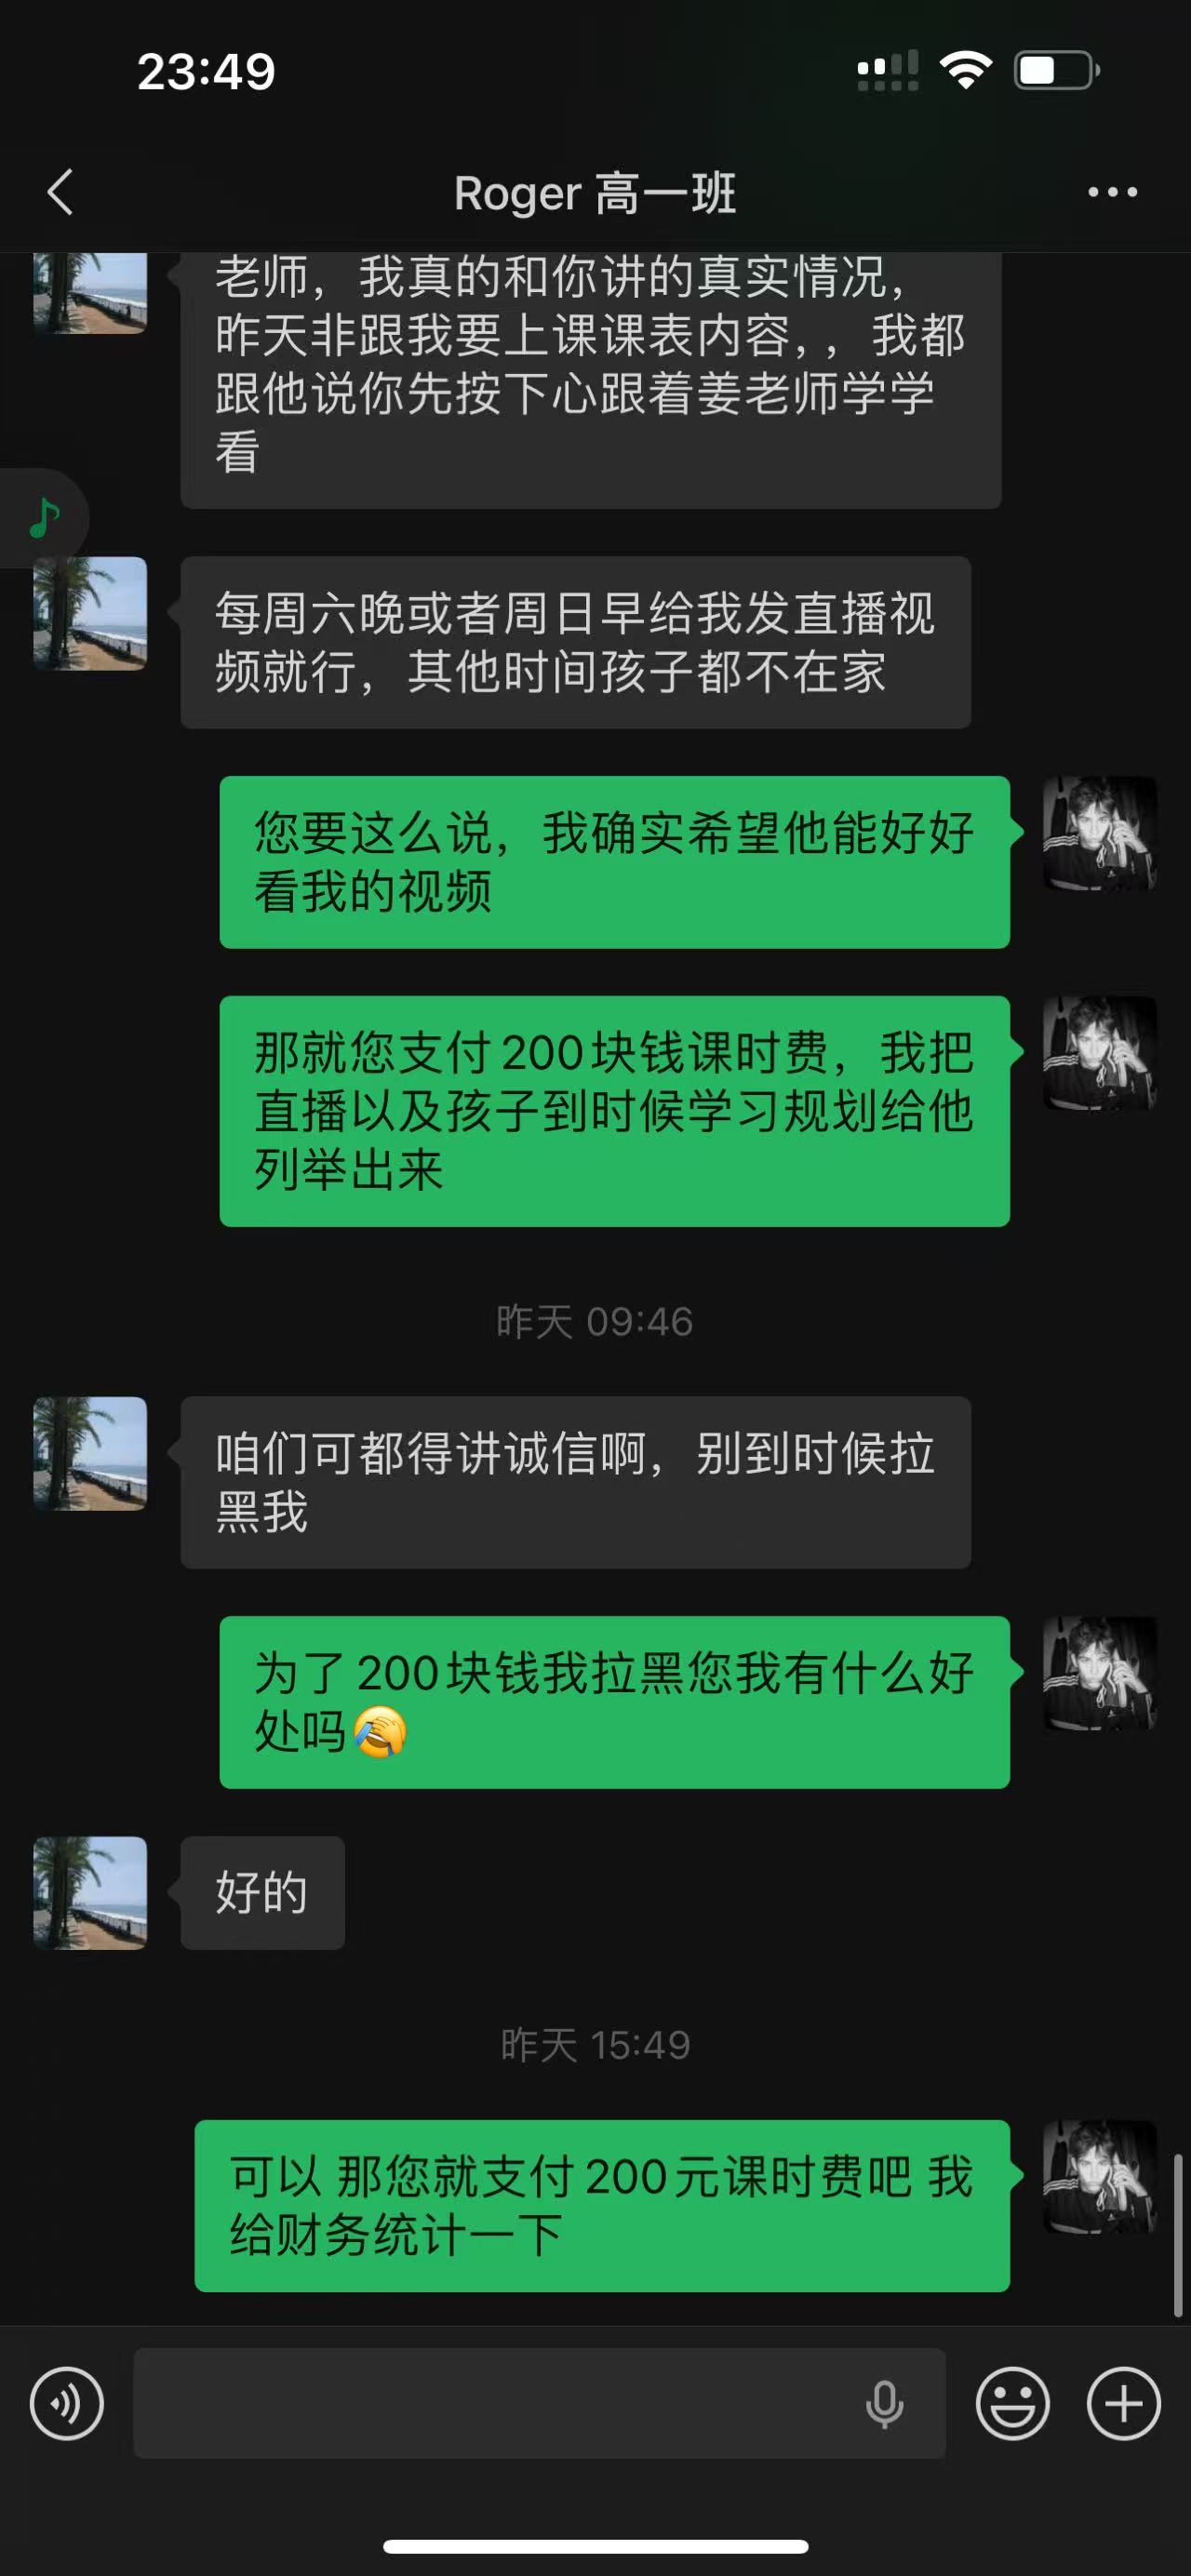 23:49
Roger 高一班
老师，我真的和你讲的真实情况，
昨天非跟我要上课课表内容，，我都
跟他说你先按下心跟着姜老师学学
看
每周六晚或者周日早给我发直播视
频就行，其他时间孩子都不在家
您要这么说，我确实希望他能好好
看我的视频
那就您支付200块钱课时费，我把
直播以及孩子到时候学习规划给他
列举出来
昨天 09:46
咱们可都得讲诚信啊，别到时候拉
黑我
为了200块钱我拉黑您我有什么好
处吗🤦
好的
昨天 15:49
可以 那您就支付200元课时费吧 我
给财务统计一下